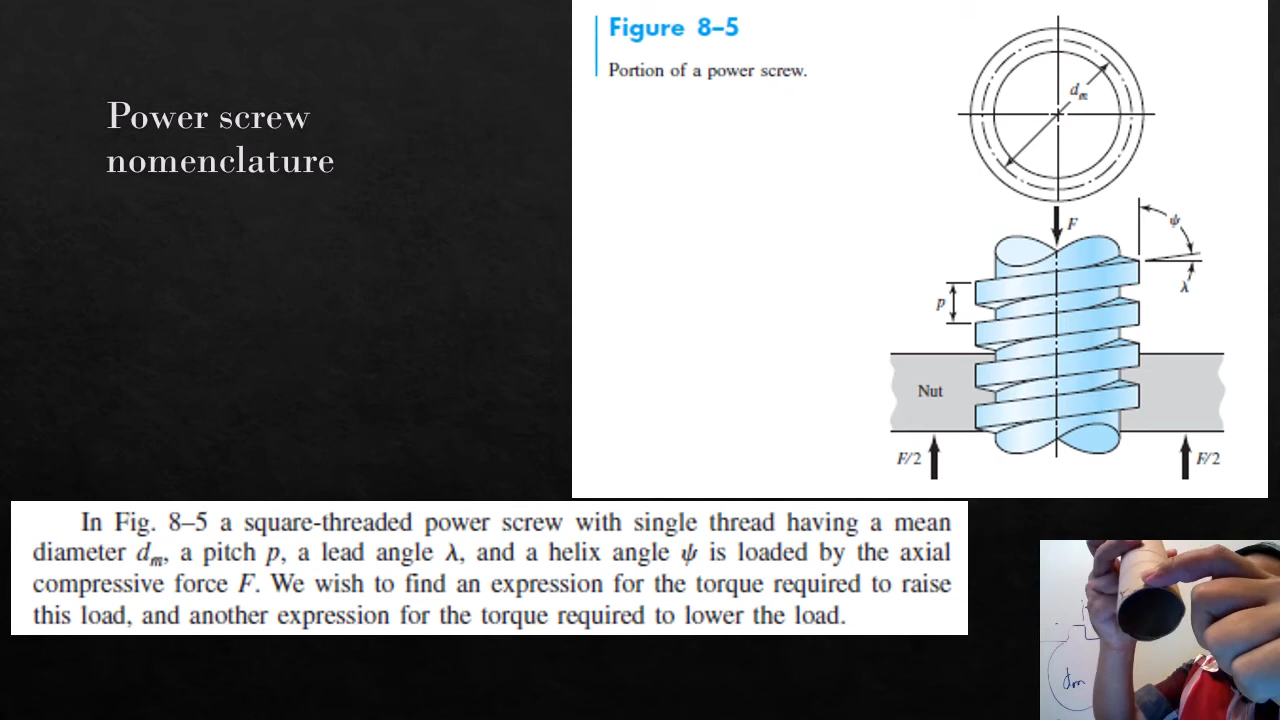 Power screw
nomenclature
Figure 8–5
Portion of a power screw.
dm
F
ψ
λ
p
Nut
F/2
F/2
In Fig. 8–5 a square-threaded power screw with single thread having a mean
diameter dm, a pitch p, a lead angle λ, and a helix angle ψ is loaded by the axial
compressive force F. We wish to find an expression for the torque required to raise
this load, and another expression for the torque required to lower the load.
dm